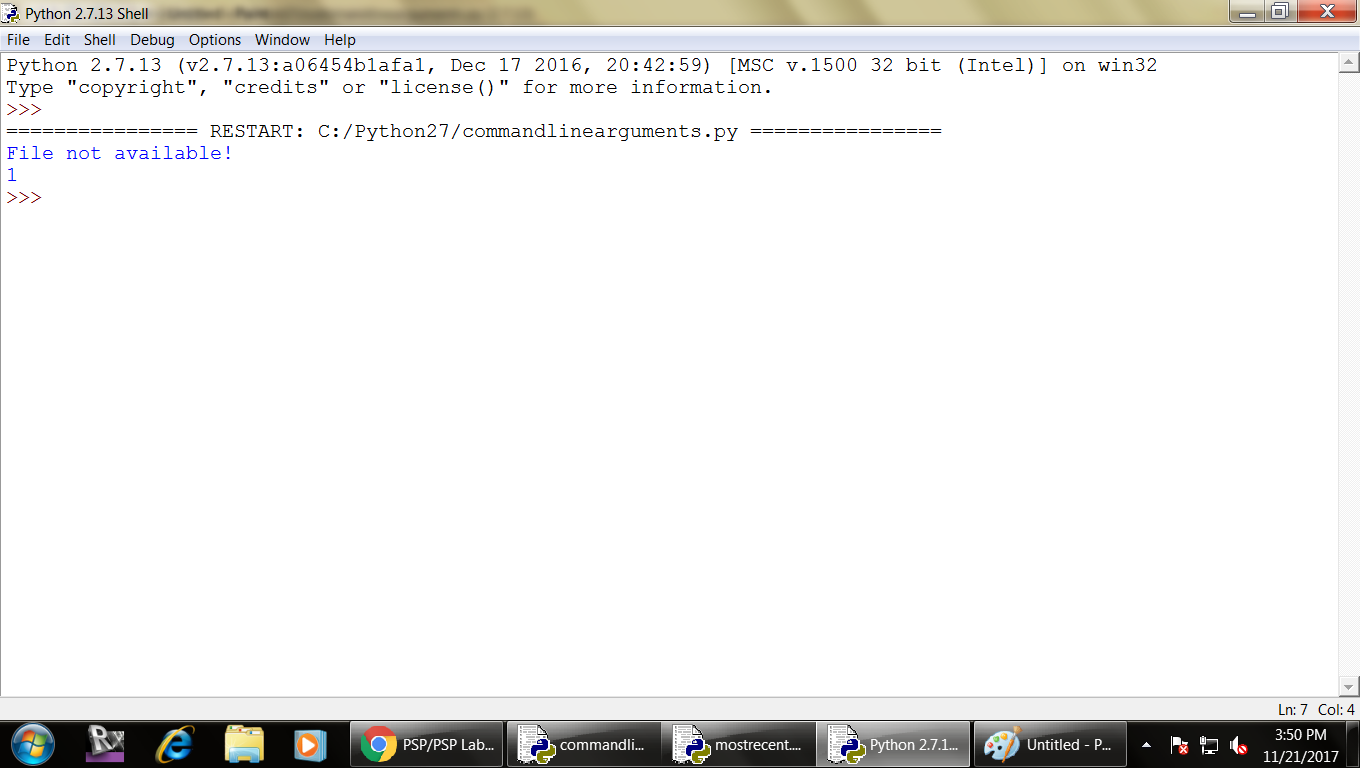 Python 2.7.13 Shell
File Edit Shell Debug Options Window Help
Python 2.7.13 (v2.7.13:a06454b1afa1, Dec 17 2016, 20:42:59) [MSC v.1500 32 bit (Intel)] on win32
Type "copyright", "credits" or "license()" for more information.
>>>
================ RESTART: C:/Python27/commandlinearguments.py ================
File not available!
1
>>>
Ln: 7 Col: 4
Rx PSP/PSP Lab... commandli... mostrecent.... Python 2.7.1... Untitled - P... 3:50 PM
11/21/2017